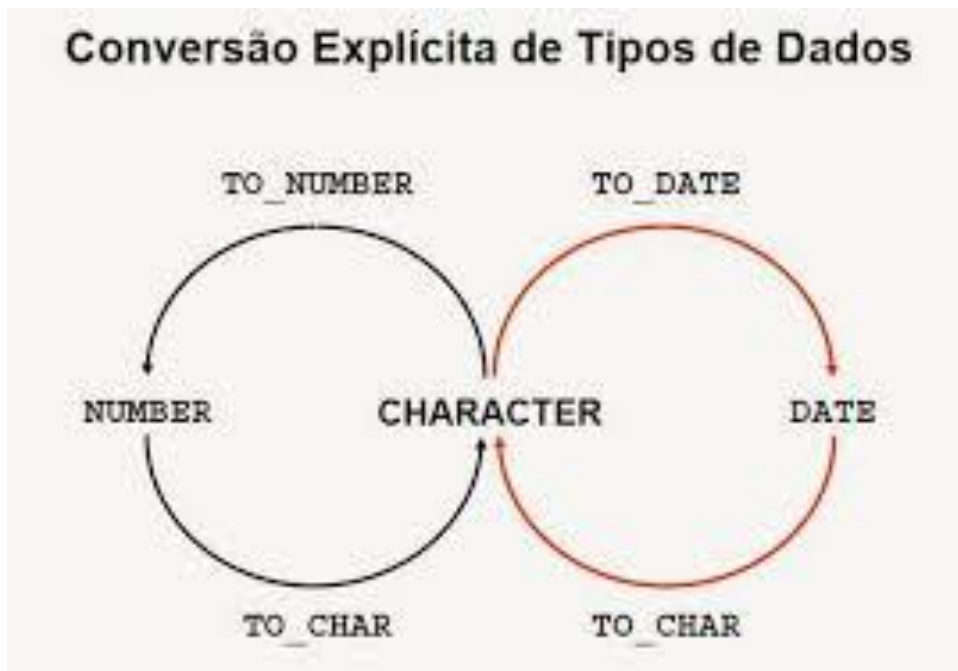 Conversão Explícita de Tipos de Dados
TO_NUMBER TO_DATE
NUMBER CHARACTER DATE
TO_CHAR TO_CHAR